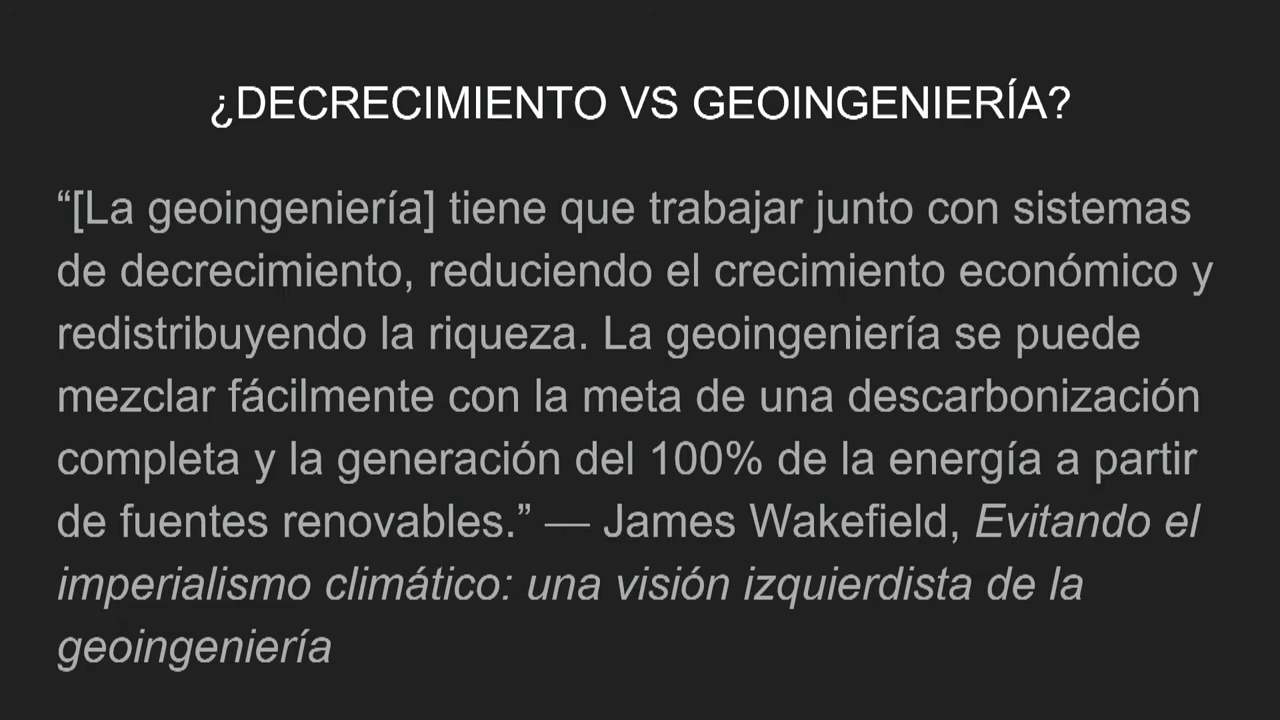 ¿DECRECIMIENTO VS GEOINGENIERÍA?
“[La geoingeniería] tiene que trabajar junto con sistemas
de decrecimiento, reduciendo el crecimiento económico y
redistribuyendo la riqueza. La geoingeniería se puede
mezclar fácilmente con la meta de una descarbonización
completa y la generación del 100% de la energía a partir
de fuentes renovables.” — James Wakefield, Evitando el
imperialismo climático: una visión izquierdista de la
geoingeniería